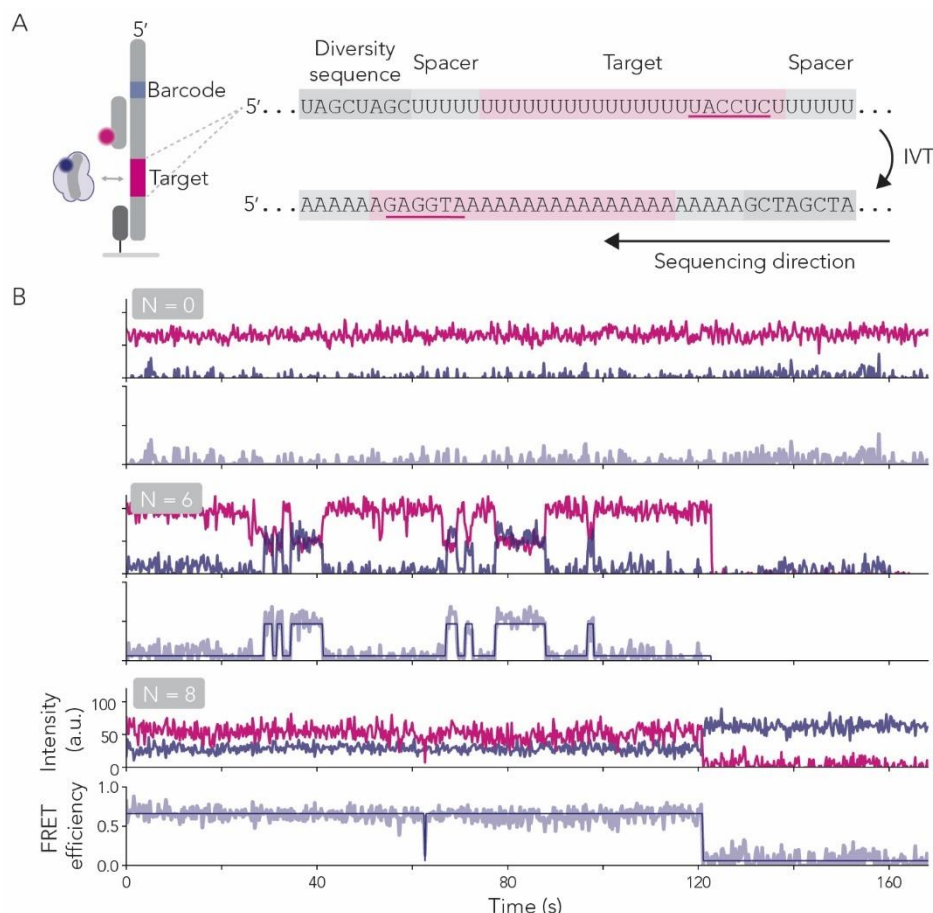 A
5′
Barcode
Target
Diversity sequence
Spacer
Target
Spacer
5′...UAGCUAGCUUUUUUUUUUUUUUUUUUUUUACCUCUUUUUU...
IVT
5′...AAAAAAGAGGTAAAAAAAAAAAAAAAAAAAAAGCTAGCTA...
Sequencing direction
B
N = 0
N = 6
N = 8
Intensity (a.u.)
100
50
0
FRET efficiency
1.0
0.5
0.0
0 40 80 120 160
Time (s)